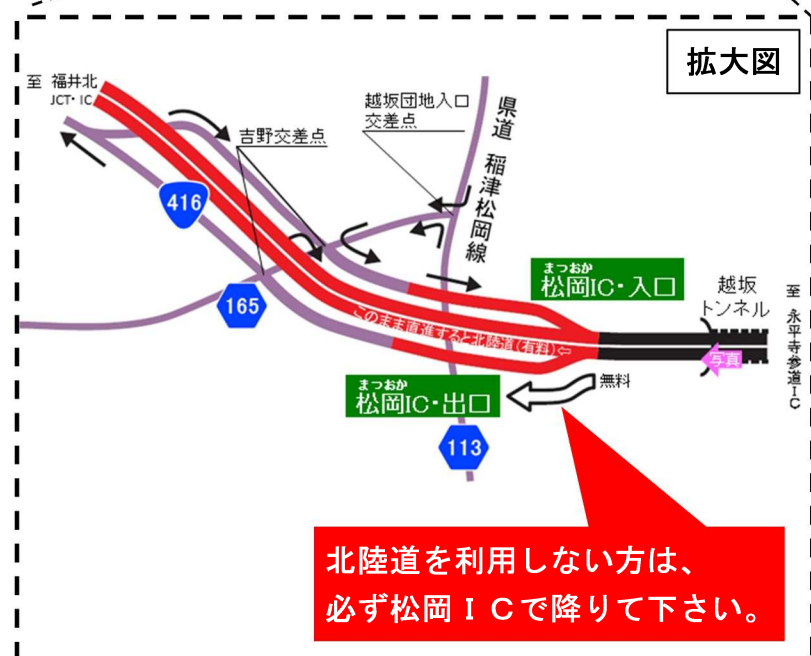 拡大図
至 福井北
JCT・IC
吉野交差点
越坂団地入口
交差点
県道 稲津松岡線
416
165
まつおか
松岡IC・入口
越坂
トンネル
至 永平寺参道IC
このまま直進すると北陸道(有料)⇦
写真
無料
まつおか
松岡IC・出口
113
北陸道を利用しない方は、
必ず松岡ＩＣで降りて下さい。